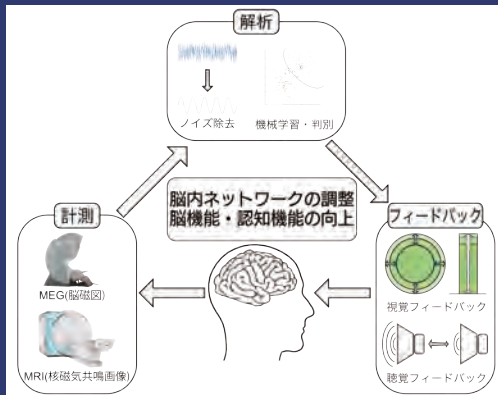 解析
ノイズ除去
機械学習・判別
脳内ネットワークの調整
脳機能・認知機能の向上
計測
MEG(脳磁図)
MRI(核磁気共鳴画像)
フィードバック
視覚フィードバック
聴覚フィードバック